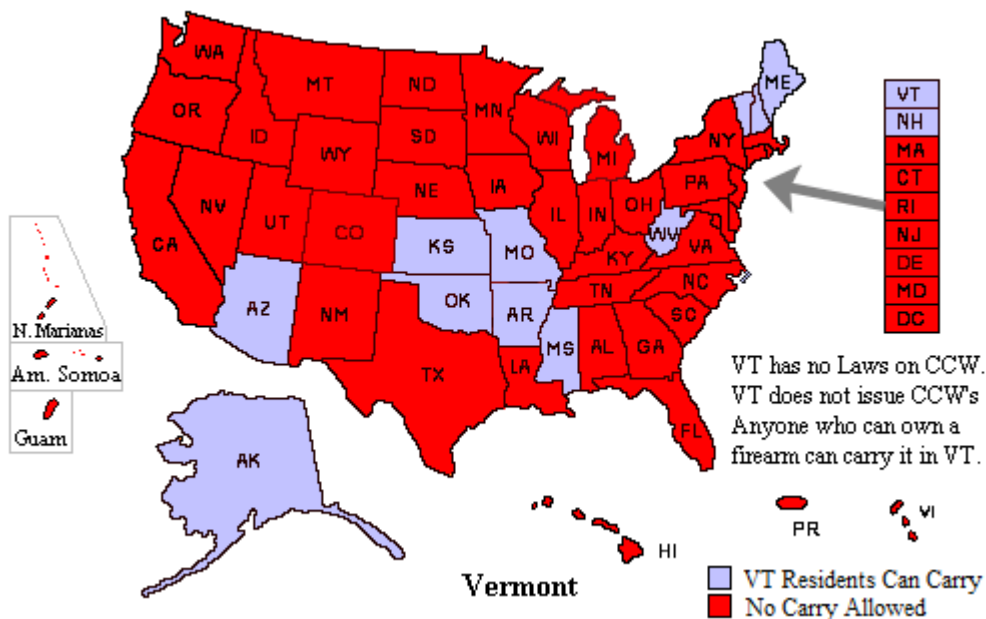 WA
MT
ND
MN
ME
OR
ID
SD
WI
NY
WY
MI
NE
IA
PA
NV
UT
CO
IL
IN
OH
CA
KS
MO
WV
VA
KY
AZ
NM
OK
AR
TN
NC
SC
MS
AL
GA
TX
LA
FL
VT
NH
MA
CT
RI
NJ
DE
MD
DC
N. Marianas
Am. Somoa
Guam
AK
HI
VT has no Laws on CCW.
VT does not issue CCW's
Anyone who can own a
firearm can carry it in VT.
PR
VI
Vermont
VT Residents Can Carry
No Carry Allowed